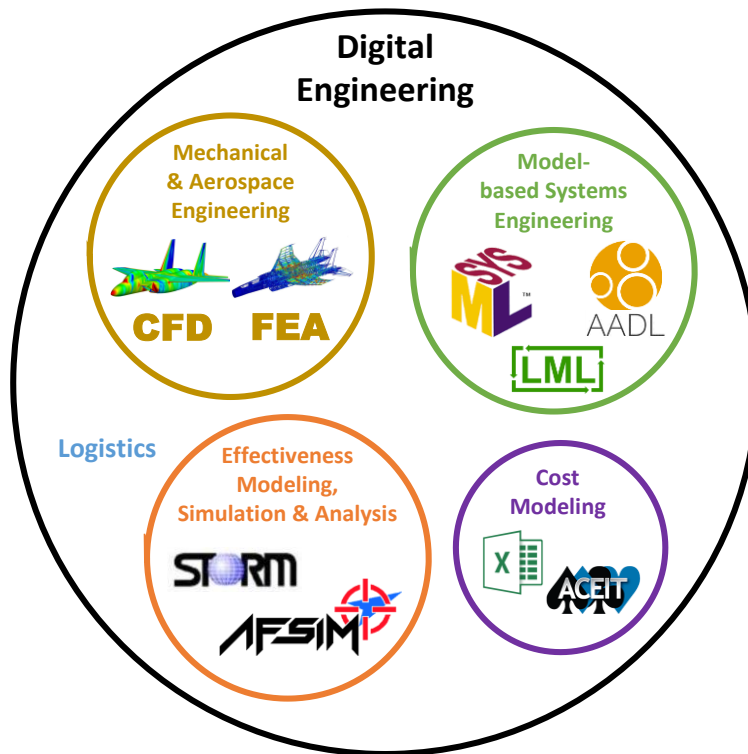 Digital
Engineering
Mechanical
& Aerospace
Engineering
CFD
FEA
Model-
based Systems
Engineering
SYS
ML™
AADL
LML
Logistics
Effectiveness
Modeling,
Simulation & Analysis
STORM
AFSIM
Cost
Modeling
X
ACEIT